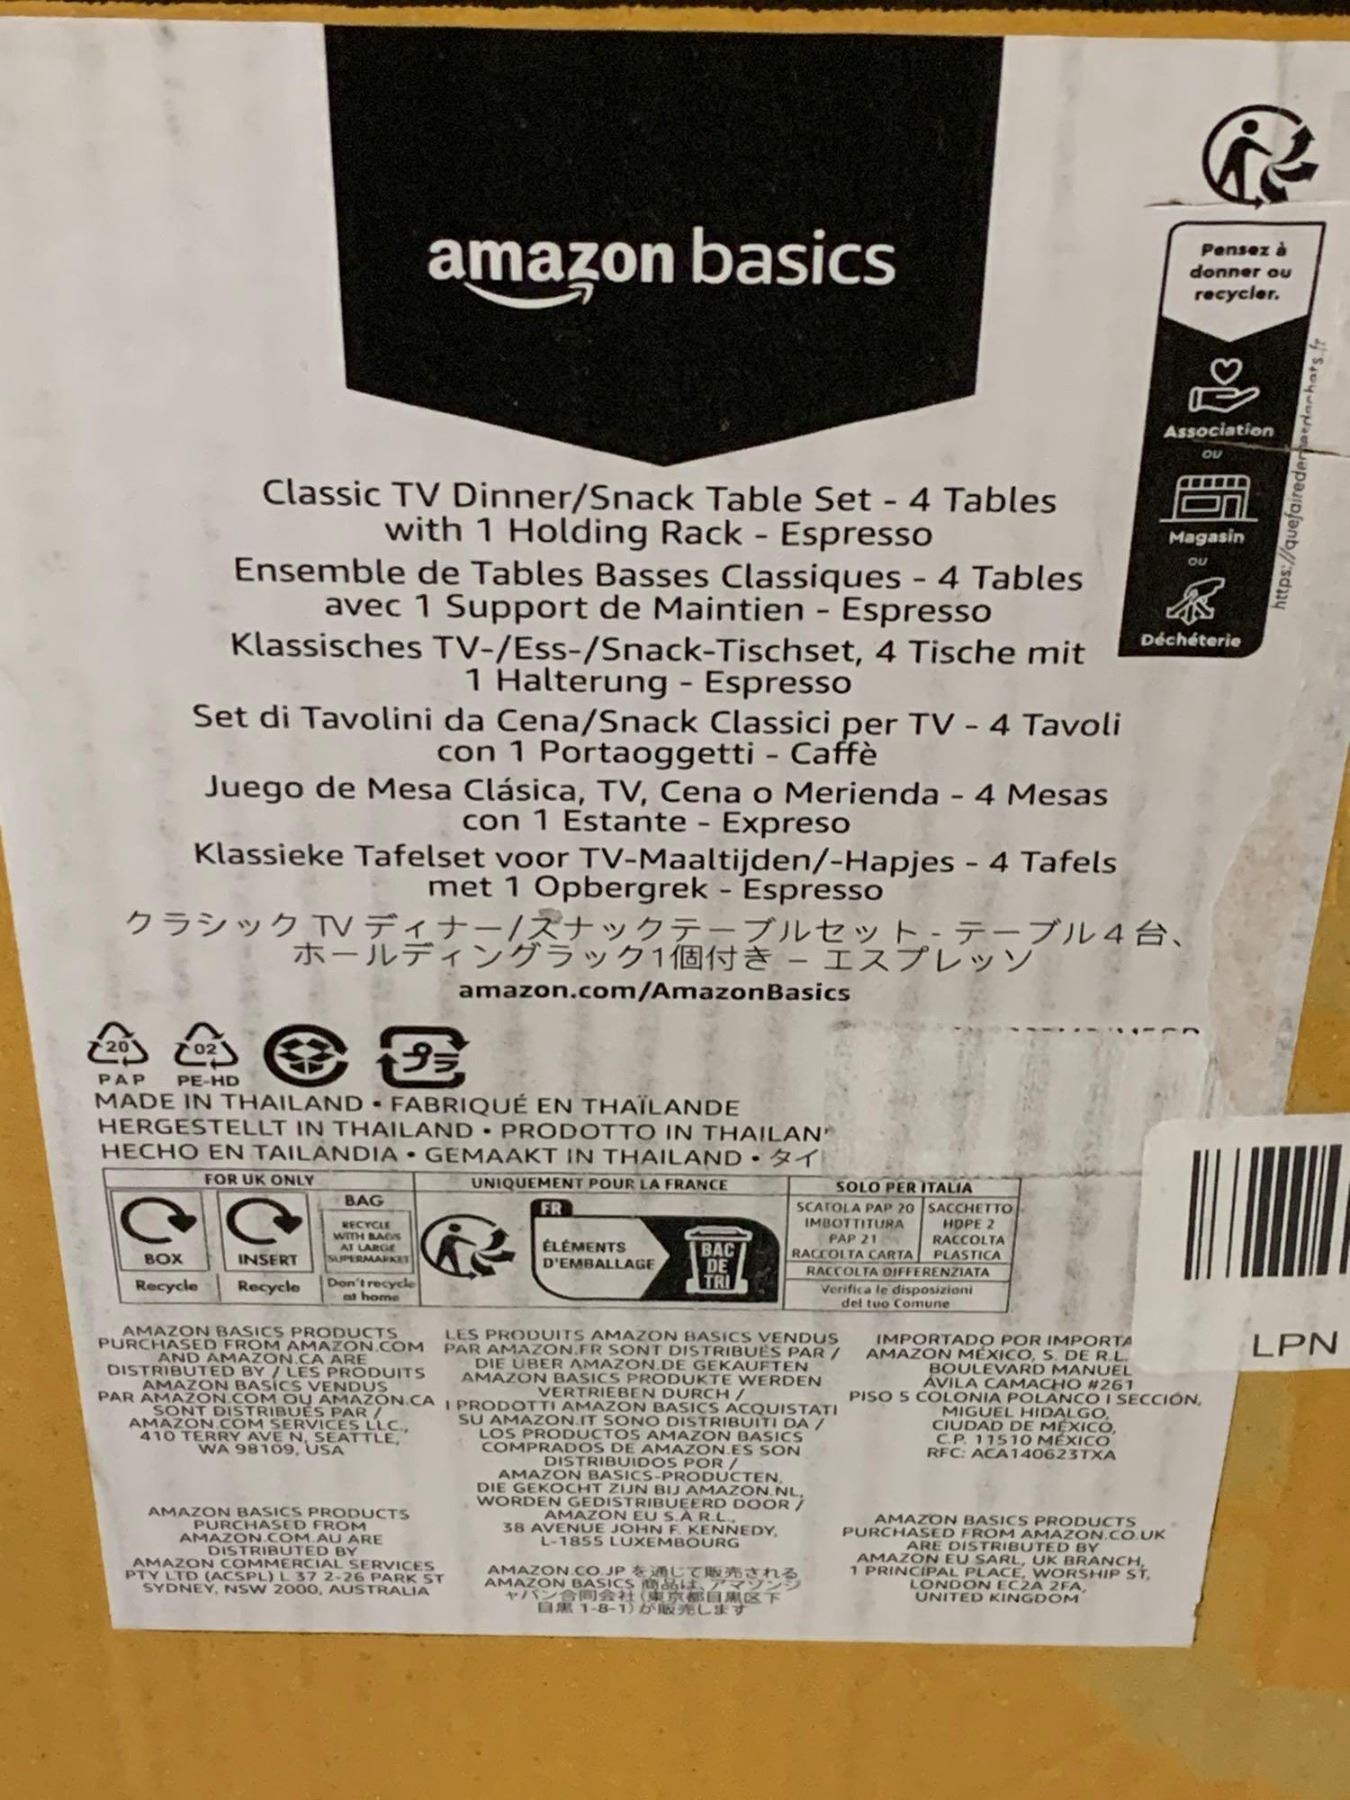 amazon basics
Pensez à
donner ou
recycler.
Association
ou
Magasin
ou
Déchéterie
Classic TV Dinner/Snack Table Set - 4 Tables
with 1 Holding Rack - Espresso
Ensemble de Tables Basses Classiques - 4 Tables
avec 1 Support de Maintien - Espresso
Klassisches TV-/Ess-/Snack-Tischset, 4 Tische mit
1 Halterung - Espresso
Set di Tavolini da Cena/Snack Classici per TV - 4 Tavoli
con 1 Portaoggetti - Caffè
Juego de Mesa Clásica, TV, Cena o Merienda - 4 Mesas
con 1 Estante - Expreso
Klassieke Tafelset voor TV-Maaltijden/-Hapjes - 4 Tafels
met 1 Opbergrek - Espresso
クラシック TV ディナー/スナックテーブルセット - テーブル 4 台、
ホールディングラック1個付き – エスプレッソ
amazon.com/AmazonBasics
20 02 プラ
PAP PE-HD
MADE IN THAILAND • FABRIQUÉ EN THAÏLANDE
HERGESTELLT IN THAILAND • PRODOTTO IN
HECHO EN TAILANDIA • GEMAAKT IN THAILAND • タイ
FOR UK ONLY
BOX
Recycle
INSERT
Recycle
BAG
RECYCLE
WITH BAGS
AT LARGE
SUPERMARKET
Don't recycle
at home
UNIQUEMENT POUR LA FRANCE
FR
ÉLÉMENTS
D'EMBALLAGE
BAC
DE
TRI
SOLO PER ITALIA
SCATOLA PAP 20
IMBOTTITURA
PAP 21
RACCOLTA CARTA
SACCHETTO
HDPE 2
RACCOLTA
PLASTICA
RACCOLTA DIFFERENZIATA
Verifica le disposizioni
del tuo Comune
LPN
AMAZON BASICS PRODUCTS
PURCHASED FROM AMAZON.COM
AND AMAZON.CA ARE
DISTRIBUTED BY / LES PRODUITS
AMAZON BASICS VENDUS
PAR AMAZON.COM OU AMAZON.CA
SONT DISTRIBUÉS PAR /
AMAZON.COM SERVICES LLC.,
410 TERRY AVE N, SEATTLE,
WA 98109, USA
AMAZON BASICS PRODUCTS
PURCHASED FROM
AMAZON.COM.AU ARE
DISTRIBUTED BY
AMAZON COMMERCIAL SERVICES
PTY LTD (ACSPL) L 37 2-26 PARK ST
SYDNEY, NSW 2000, AUSTRALIA
LES PRODUITS AMAZON BASICS VENDUS
PAR AMAZON.FR SONT DISTRIBUÉS PAR /
DIE ÜBER AMAZON.DE GEKAUFTEN
AMAZON BASICS PRODUKTE WERDEN
VERTRIEBEN DURCH /
I PRODOTTI AMAZON BASICS ACQUISTATI
SU AMAZON.IT SONO DISTRIBUITI DA /
LOS PRODUCTOS AMAZON BASICS
COMPRADOS DE AMAZON.ES SON
DISTRIBUIDOS POR /
AMAZON BASICS-PRODUCTEN,
DIE GEKOCHT ZIJN BIJ AMAZON.NL,
WORDEN GEDISTRIBUEERD DOOR /
AMAZON EU S.À R.L.,
38 AVENUE JOHN F. KENNEDY,
L-1855 LUXEMBOURG
AMAZON.CO.JP を通じて販売される
AMAZON BASICS 商品は、アマゾンジ
ャパン合同会社 (東京都目黒区下
目黒 1-8-1) が販売します
IMPORTADO POR
AMAZON MÉXICO, S. DE R.L.
BOULEVARD MANUEL
ÁVILA CAMACHO #261
PISO 5 COLONIA POLANCO I SECCIÓN,
MIGUEL HIDALGO,
CIUDAD DE MÉXICO,
C.P. 11510 MÉXICO
RFC: ACA140623TXA
AMAZON BASICS PRODUCTS
PURCHASED FROM AMAZON.CO.UK
ARE DISTRIBUTED BY
AMAZON EU SARL, UK BRANCH,
1 PRINCIPAL PLACE, WORSHIP ST,
LONDON EC2A 2FA,
UNITED KINGDOM